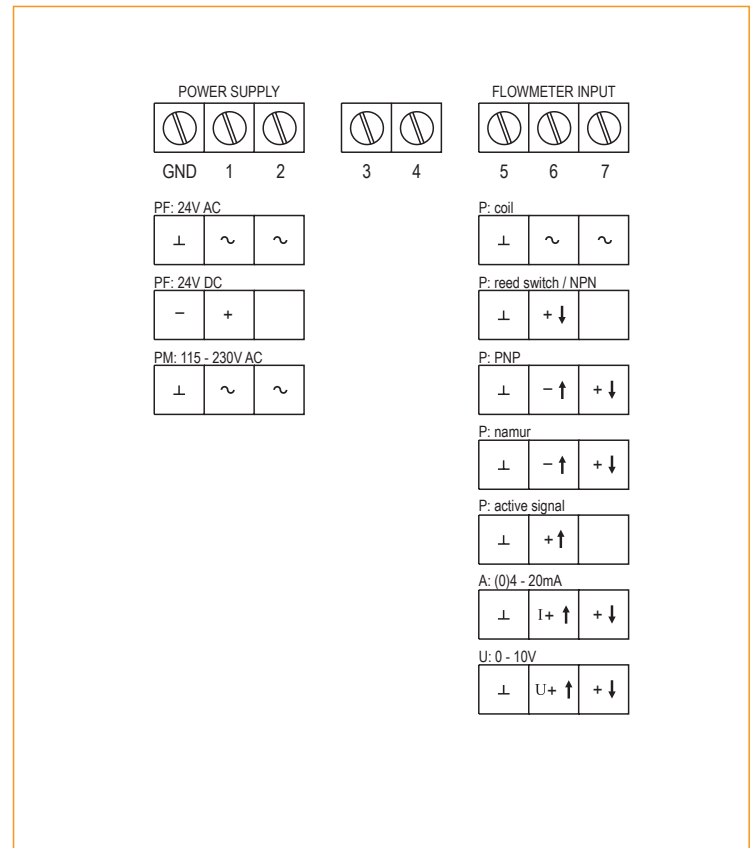 POWER SUPPLY
FLOWMETER INPUT
GND 1 2 3 4 5 6 7
PF: 24V AC
⊥ ~ ~
PF: 24V DC
− +
PM: 115 - 230V AC
⊥ ~ ~
P: coil
⊥ ~ ~
P: reed switch / NPN
⊥ + ↓
P: PNP
⊥ − ↑ + ↓
P: namur
⊥ − ↑ + ↓
P: active signal
⊥ + ↑
A: (0)4 - 20mA
⊥ I+ ↑ + ↓
U: 0 - 10V
⊥ U+ ↑ + ↓